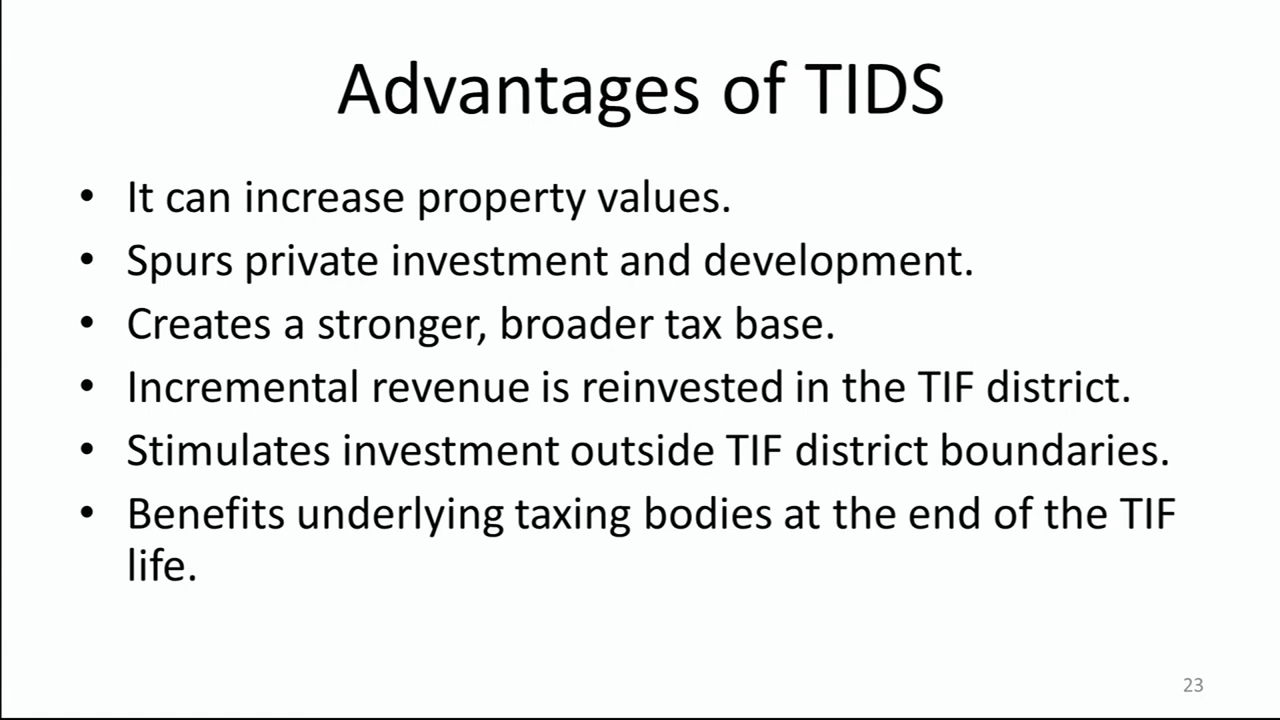 Advantages of TIDS
• It can increase property values.
• Spurs private investment and development.
• Creates a stronger, broader tax base.
• Incremental revenue is reinvested in the TIF district.
• Stimulates investment outside TIF district boundaries.
• Benefits underlying taxing bodies at the end of the TIF
life.
23